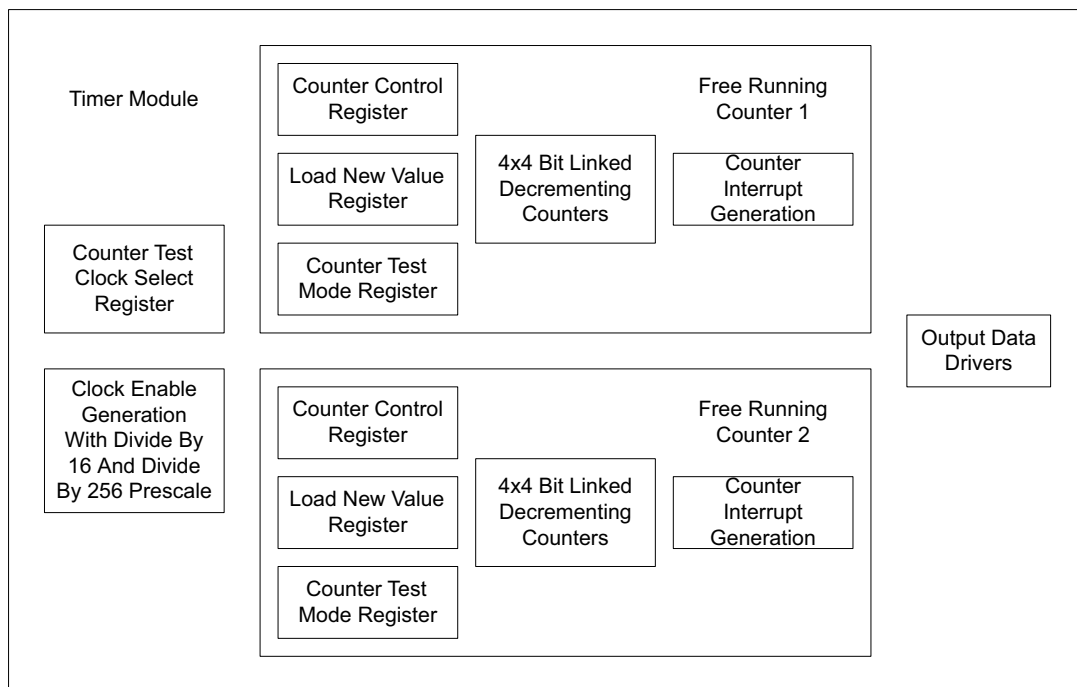 Timer Module
Counter Test
Clock Select
Register
Clock Enable
Generation
With Divide By
16 And Divide
By 256 Prescale
Counter Control
Register
Load New Value
Register
Counter Test
Mode Register
4x4 Bit Linked
Decrementing
Counters
Free Running
Counter 1
Counter
Interrupt
Generation
Counter Control
Register
Load New Value
Register
Counter Test
Mode Register
4x4 Bit Linked
Decrementing
Counters
Free Running
Counter 2
Counter
Interrupt
Generation
Output Data
Drivers